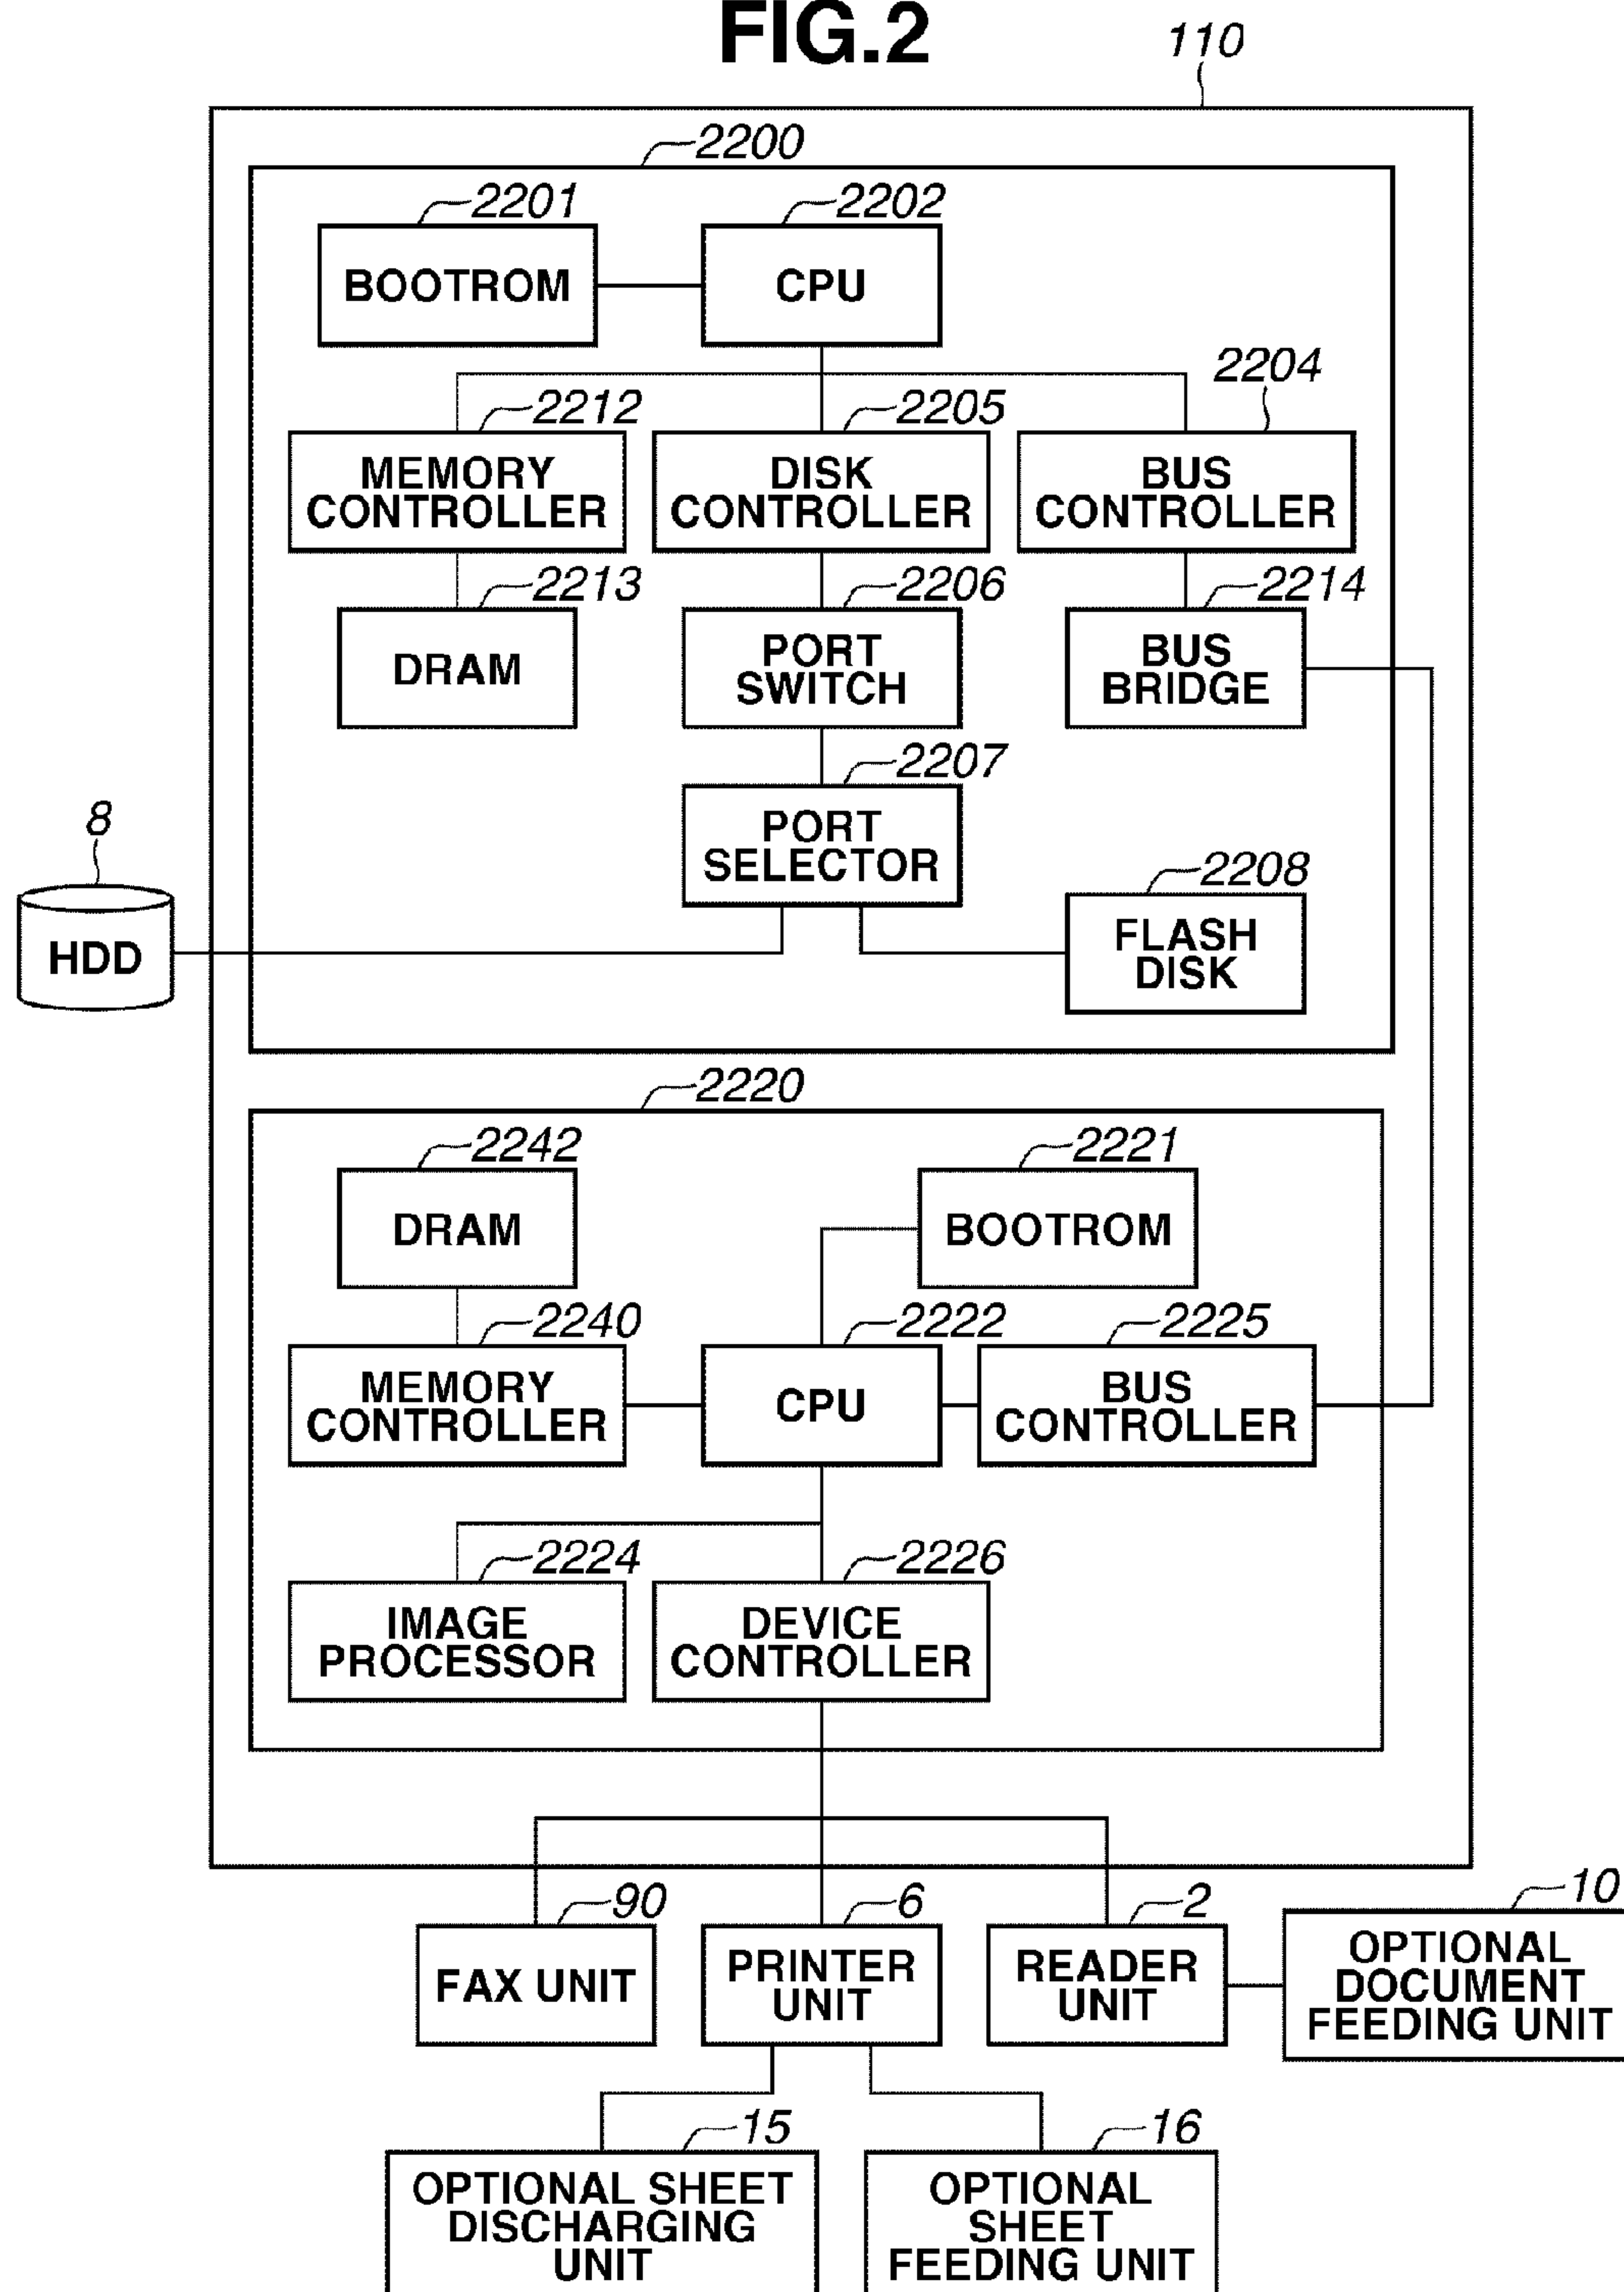 FIG.2
110
2200
2201
2202
BOOTROM
CPU
2204
2212
2205
MEMORY
CONTROLLER
DISK
CONTROLLER
BUS
CONTROLLER
2213
2206
2214
DRAM
PORT
SWITCH
BUS
BRIDGE
2207
PORT
SELECTOR
8
HDD
2208
FLASH
DISK
2220
2242
2221
DRAM
BOOTROM
2240
2222
2225
MEMORY
CONTROLLER
CPU
BUS
CONTROLLER
2224
2226
IMAGE
PROCESSOR
DEVICE
CONTROLLER
90
6
2
10
FAX UNIT
PRINTER
UNIT
READER
UNIT
OPTIONAL
DOCUMENT
FEEDING UNIT
15
16
OPTIONAL SHEET
DISCHARGING
UNIT
OPTIONAL
SHEET
FEEDING UNIT